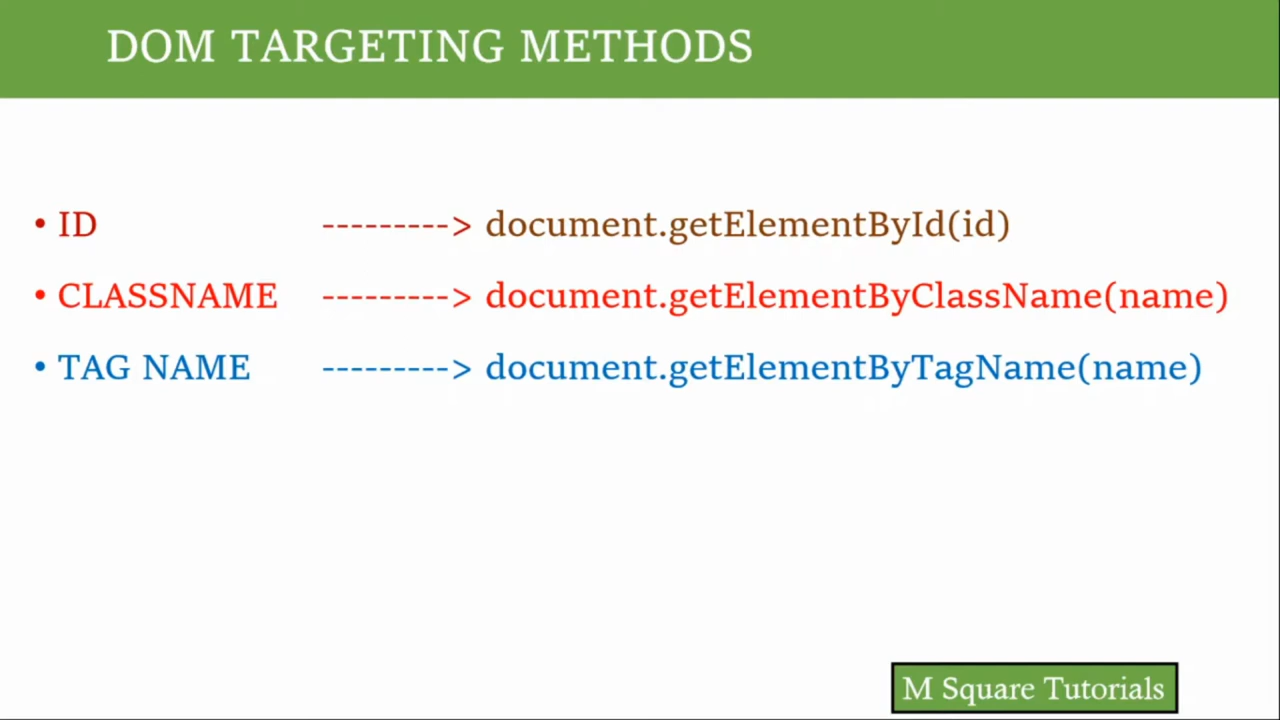 DOM TARGETING METHODS
• ID ---------> document.getElementById(id)
• CLASSNAME ---------> document.getElementByClassName(name)
• TAG NAME ---------> document.getElementByTagName(name)
M Square Tutorials